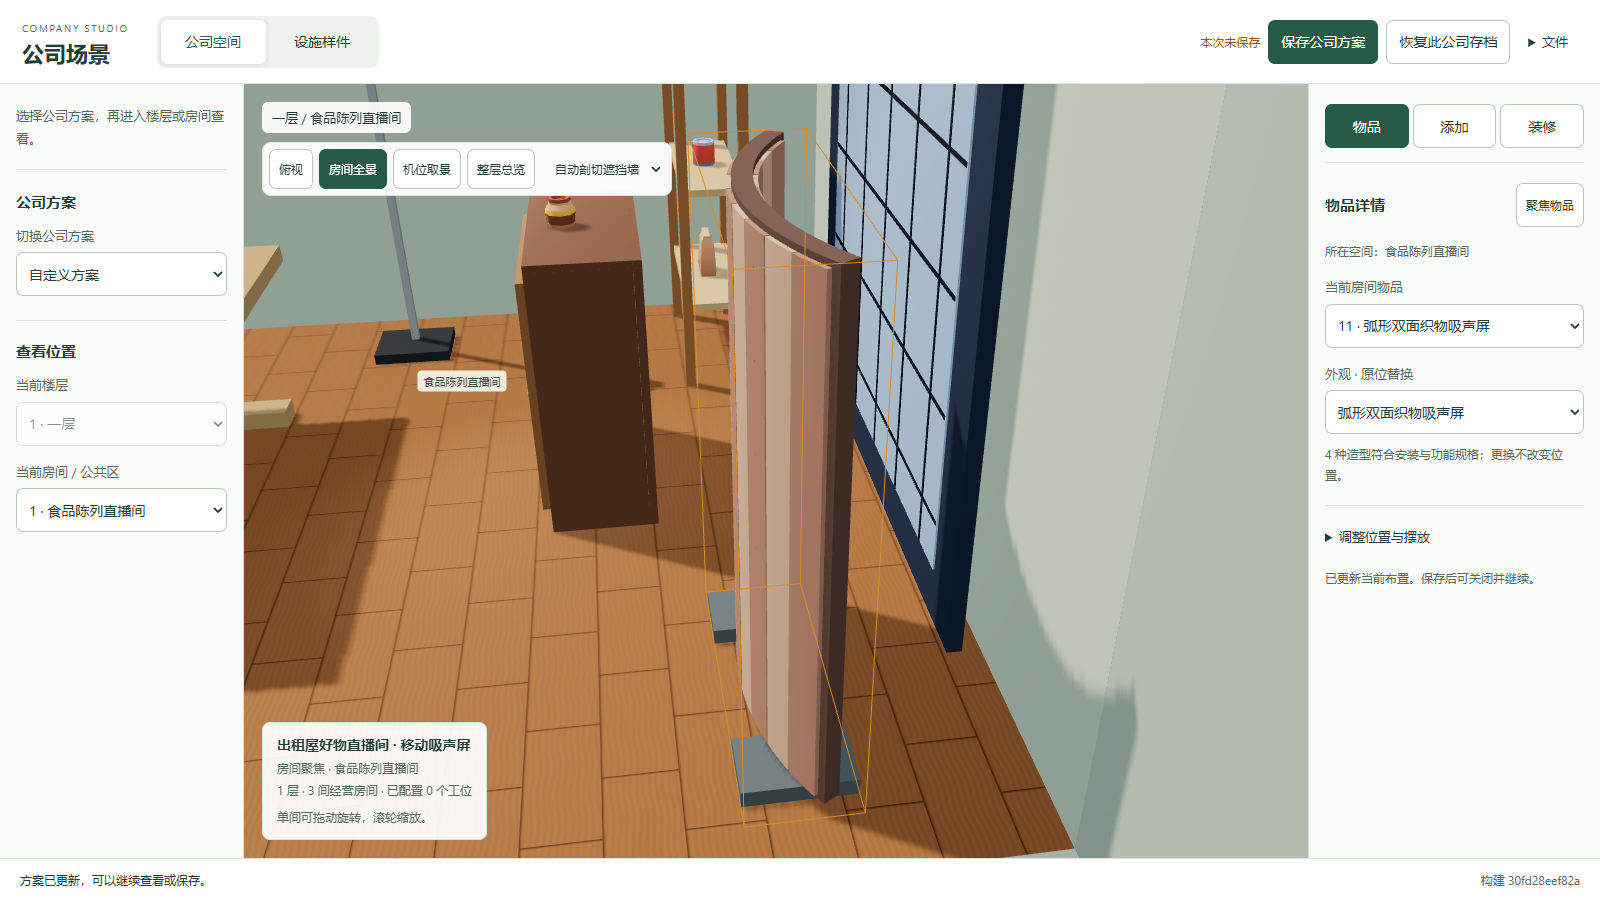 COMPANY STUDIO
公司场景
公司空间
设施样件
本次未保存
保存公司方案
恢复此公司存档
▶ 文件
选择公司方案，再进入楼层或房间查看。
公司方案
切换公司方案
自定义方案
查看位置
当前楼层
1 · 一层
当前房间 / 公共区
1 · 食品陈列直播间
一层 / 食品陈列直播间
俯视
房间全景
机位取景
整层总览
自动剖切遮挡墙
食品陈列直播间
出租屋好物直播间 · 移动吸声屏
房间聚焦 · 食品陈列直播间
1 层 · 3 间经营房间 · 已配置 0 个工位
单间可拖动旋转，滚轮缩放。
物品
添加
装修
物品详情
聚焦物品
所在空间：食品陈列直播间
当前房间物品
11 · 弧形双面织物吸声屏
外观 · 原位替换
弧形双面织物吸声屏
4 种造型符合安装与功能规格；更换不改变位置。
▶ 调整位置与摆放
已更新当前布置。保存后可关闭并继续。
方案已更新，可以继续查看或保存。
构建 30fd28eef82a